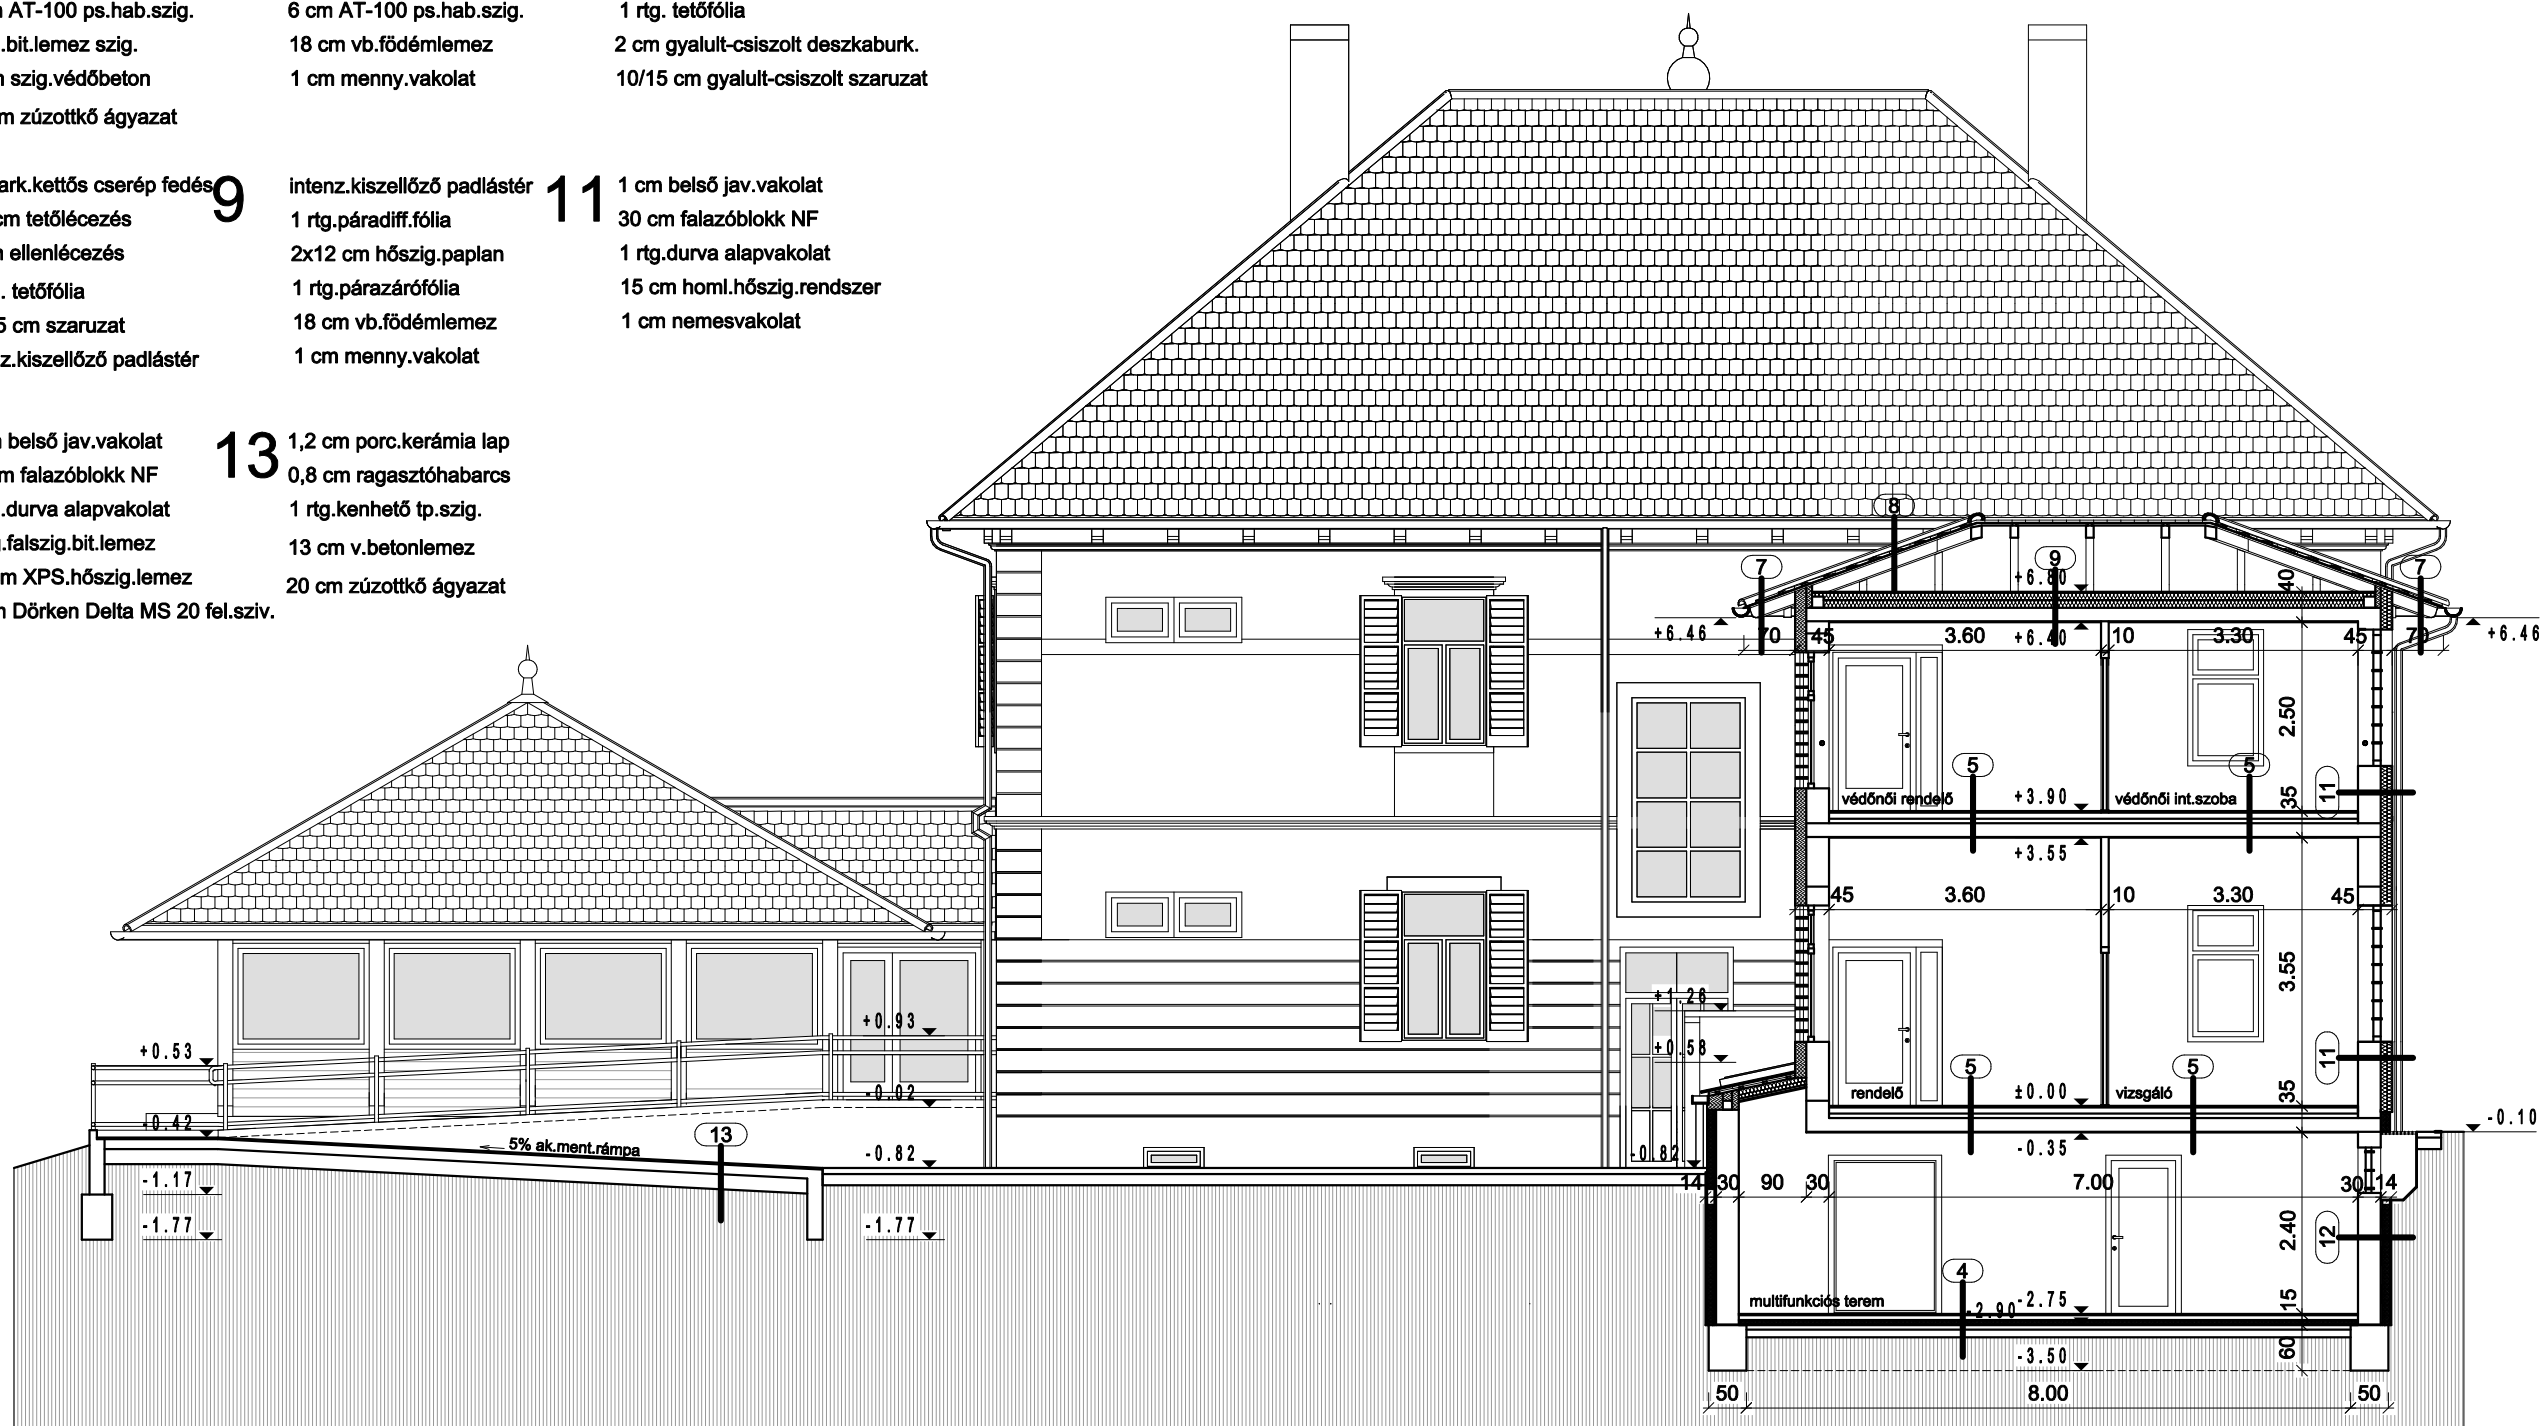 AT-100 ps.hab.szig.
.bit.lemez szig.
szig.védőbeton
zúzottkő ágyazat
6 cm AT-100 ps.hab.szig.
18 cm vb.födémlemez
1 cm menny.vakolat
1 rtg. tetőfólia
2 cm gyalult-csiszolt deszkaburk.
10/15 cm gyalult-csiszolt szaruzat
ark.kettős cserép fedés
cm tetőlécezés
ellenlécezés
. tetőfólia
5 cm szaruzat
z.kiszellőző padlástér
9
intenz.kiszellőző padlástér
1 rtg.páradiff.fólia
2x12 cm hőszig.paplan
1 rtg.párazárófólia
18 cm vb.födémlemez
1 cm menny.vakolat
11
1 cm belső jav.vakolat
30 cm falazóblokk NF
1 rtg.durva alapvakolat
15 cm homl.hőszig.rendszer
1 cm nemesvakolat
belső jav.vakolat
falazóblokk NF
.durva alapvakolat
.falszig.bit.lemez
XPS.hőszig.lemez
Dörken Delta MS 20 fel.sziv.
13
1,2 cm porc.kerámia lap
0,8 cm ragasztóhabarcs
1 rtg.kenhető tp.szig.
13 cm v.betonlemez
20 cm zúzottkő ágyazat
8
7
9
7
+6.80
40
+6.46
70
45
3.60
+6.40
10
3.30
45
70
+6.46
2.50
5
5
védőnői rendelő
+3.90
védőnői int.szoba
35
11
+3.55
45
3.60
10
3.30
45
3.55
+1.26
+0.58
+0.93
+0.53
-0.02
-0.42
5
5
11
rendelő
±0.00
vizsgáló
35
-0.10
5% ak.ment.rámpa
13
-0.82
-0.82
-0.35
-1.17
-1.77
-1.77
14
30
90
30
7.00
30
14
2.40
12
4
multifunkciós terem
-2.90
-2.75
15
60
-3.50
50
8.00
50